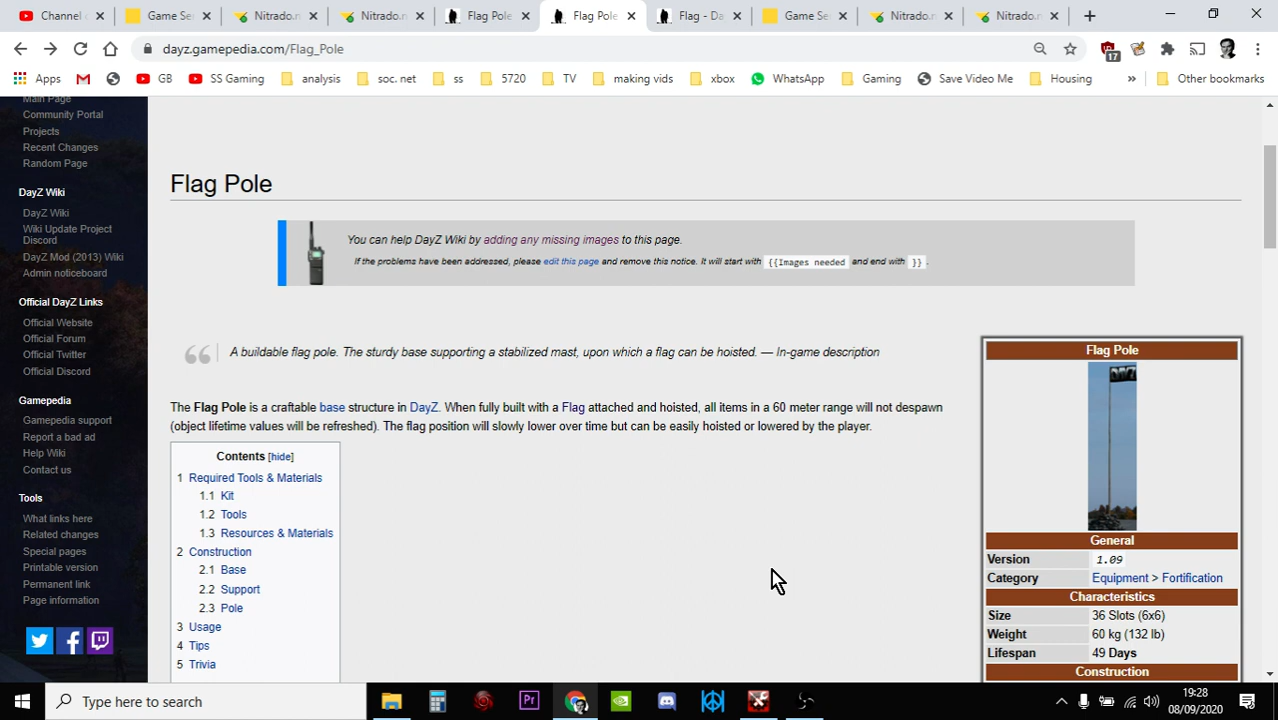 Channel c
Game Se
Nitrado.n
Nitrado.n
Flag Pole
Flag Pole
Flag - Da
Game Se
Nitrado.n
Nitrado.n
dayz.gamepedia.com/Flag_Pole
17
Apps
GB
SS Gaming
analysis
soc. net
ss
5720
TV
making vids
xbox
WhatsApp
Gaming
Save Video Me
Housing
»
Other bookmarks
Main Page
Community Portal
Projects
Recent Changes
Random Page
DayZ Wiki
DayZ Wiki
Wiki Update Project
Discord
DayZ Mod (2013) Wiki
Admin noticeboard
Official DayZ Links
Official Website
Official Forum
Official Twitter
Official Discord
Gamepedia
Gamepedia support
Report a bad ad
Help Wiki
Contact us
Tools
What links here
Related changes
Special pages
Printable version
Permanent link
Page information
Flag Pole
You can help DayZ Wiki by adding any missing images to this page.
If the problems have been addressed, please edit this page and remove this notice. It will start with {{Images needed and end with }}.
A buildable flag pole. The sturdy base supporting a stabilized mast, upon which a flag can be hoisted. — In-game description
The Flag Pole is a craftable base structure in DayZ. When fully built with a Flag attached and hoisted, all items in a 60 meter range will not despawn
(object lifetime values will be refreshed). The flag position will slowly lower over time but can be easily hoisted or lowered by the player.
Contents [hide]
1 Required Tools & Materials
1.1 Kit
1.2 Tools
1.3 Resources & Materials
2 Construction
2.1 Base
2.2 Support
2.3 Pole
3 Usage
4 Tips
5 Trivia
Flag Pole
DAYZ
General
Version 1.09
Category Equipment > Fortification
Characteristics
Size 36 Slots (6x6)
Weight 60 kg (132 lb)
Lifespan 49 Days
Construction
Type here to search
Pr
19:28
08/09/2020